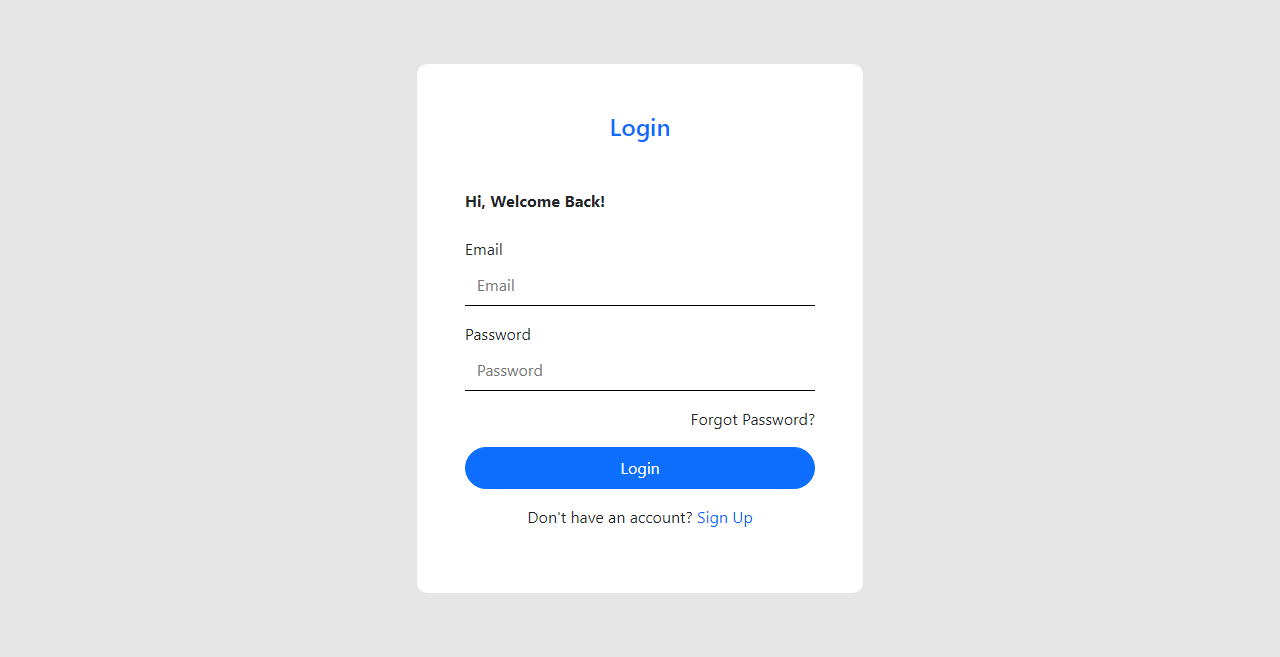 Login
Hi, Welcome Back!
Email
Email
Password
Password
Forgot Password?
Login
Don't have an account? Sign Up